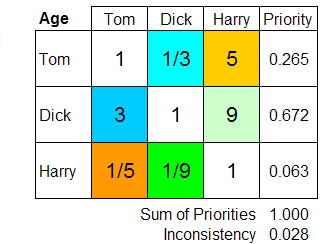 Age Tom Dick Harry Priority
Tom 1 1/3 5 0.265
Dick 3 1 9 0.672
Harry 1/5 1/9 1 0.063
Sum of Priorities 1.000
Inconsistency 0.028